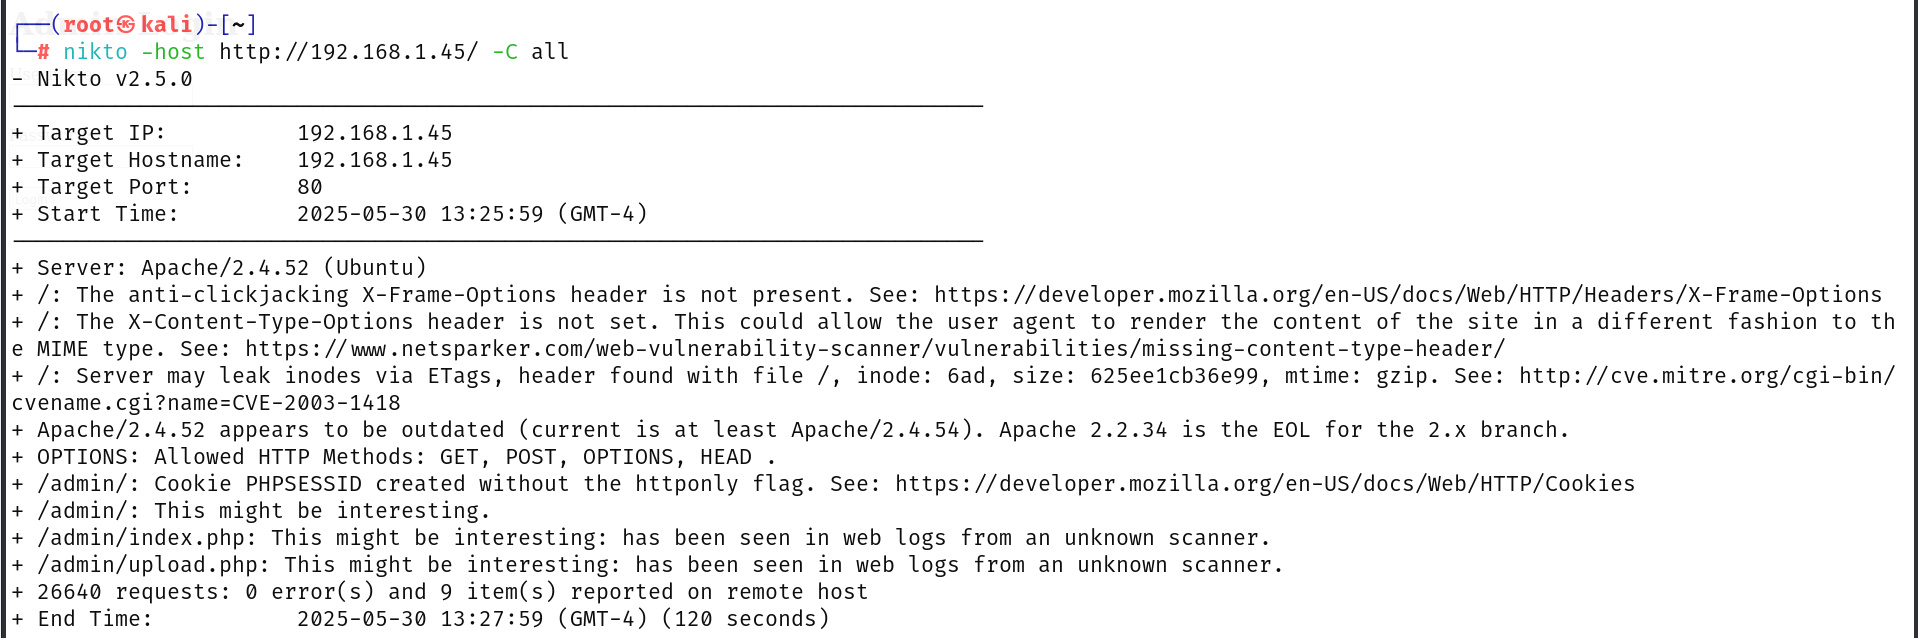 ┌──(root㉿kali)-[~]
└─# nikto -host http://192.168.1.45/ -C all
- Nikto v2.5.0
---------------------------------------------------------------------------
+ Target IP:          192.168.1.45
+ Target Hostname:    192.168.1.45
+ Target Port:        80
+ Start Time:         2025-05-30 13:25:59 (GMT-4)
---------------------------------------------------------------------------
+ Server: Apache/2.4.52 (Ubuntu)
+ /: The anti-clickjacking X-Frame-Options header is not present. See: https://developer.mozilla.org/en-US/docs/Web/HTTP/Headers/X-Frame-Options
+ /: The X-Content-Type-Options header is not set. This could allow the user agent to render the content of the site in a different fashion to th
e MIME type. See: https://www.netsparker.com/web-vulnerability-scanner/vulnerabilities/missing-content-type-header/
+ /: Server may leak inodes via ETags, header found with file /, inode: 6ad, size: 625ee1cb36e99, mtime: gzip. See: http://cve.mitre.org/cgi-bin/
cvename.cgi?name=CVE-2003-1418
+ Apache/2.4.52 appears to be outdated (current is at least Apache/2.4.54). Apache 2.2.34 is the EOL for the 2.x branch.
+ OPTIONS: Allowed HTTP Methods: GET, POST, OPTIONS, HEAD .
+ /admin/: Cookie PHPSESSID created without the httponly flag. See: https://developer.mozilla.org/en-US/docs/Web/HTTP/Cookies
+ /admin/: This might be interesting.
+ /admin/index.php: This might be interesting: has been seen in web logs from an unknown scanner.
+ /admin/upload.php: This might be interesting: has been seen in web logs from an unknown scanner.
+ 26640 requests: 0 error(s) and 9 item(s) reported on remote host
+ End Time:           2025-05-30 13:27:59 (GMT-4) (120 seconds)